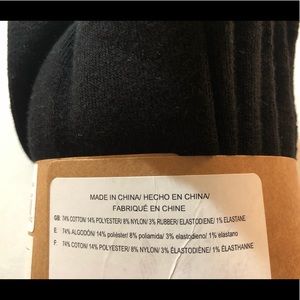 MADE IN CHINA/ HECHO EN CHINA/
FABRIQUÉ EN CHINE
GB: 74% COTTON/ 14% POLYESTER/ 8% NYLON/ 3% RUBBER/ ELASTODIENE/ 1% ELASTANE
E: 74% ALGODÓN/ 14% poliéster/ 8% poliamida/ 3% elastodieno/ 1% elastano
F: 74% COTON/ 14% POLYESTER/ 8% NYLON/ 3% ÉLASTODIÈNE/ 1% ÉLASTHANNE